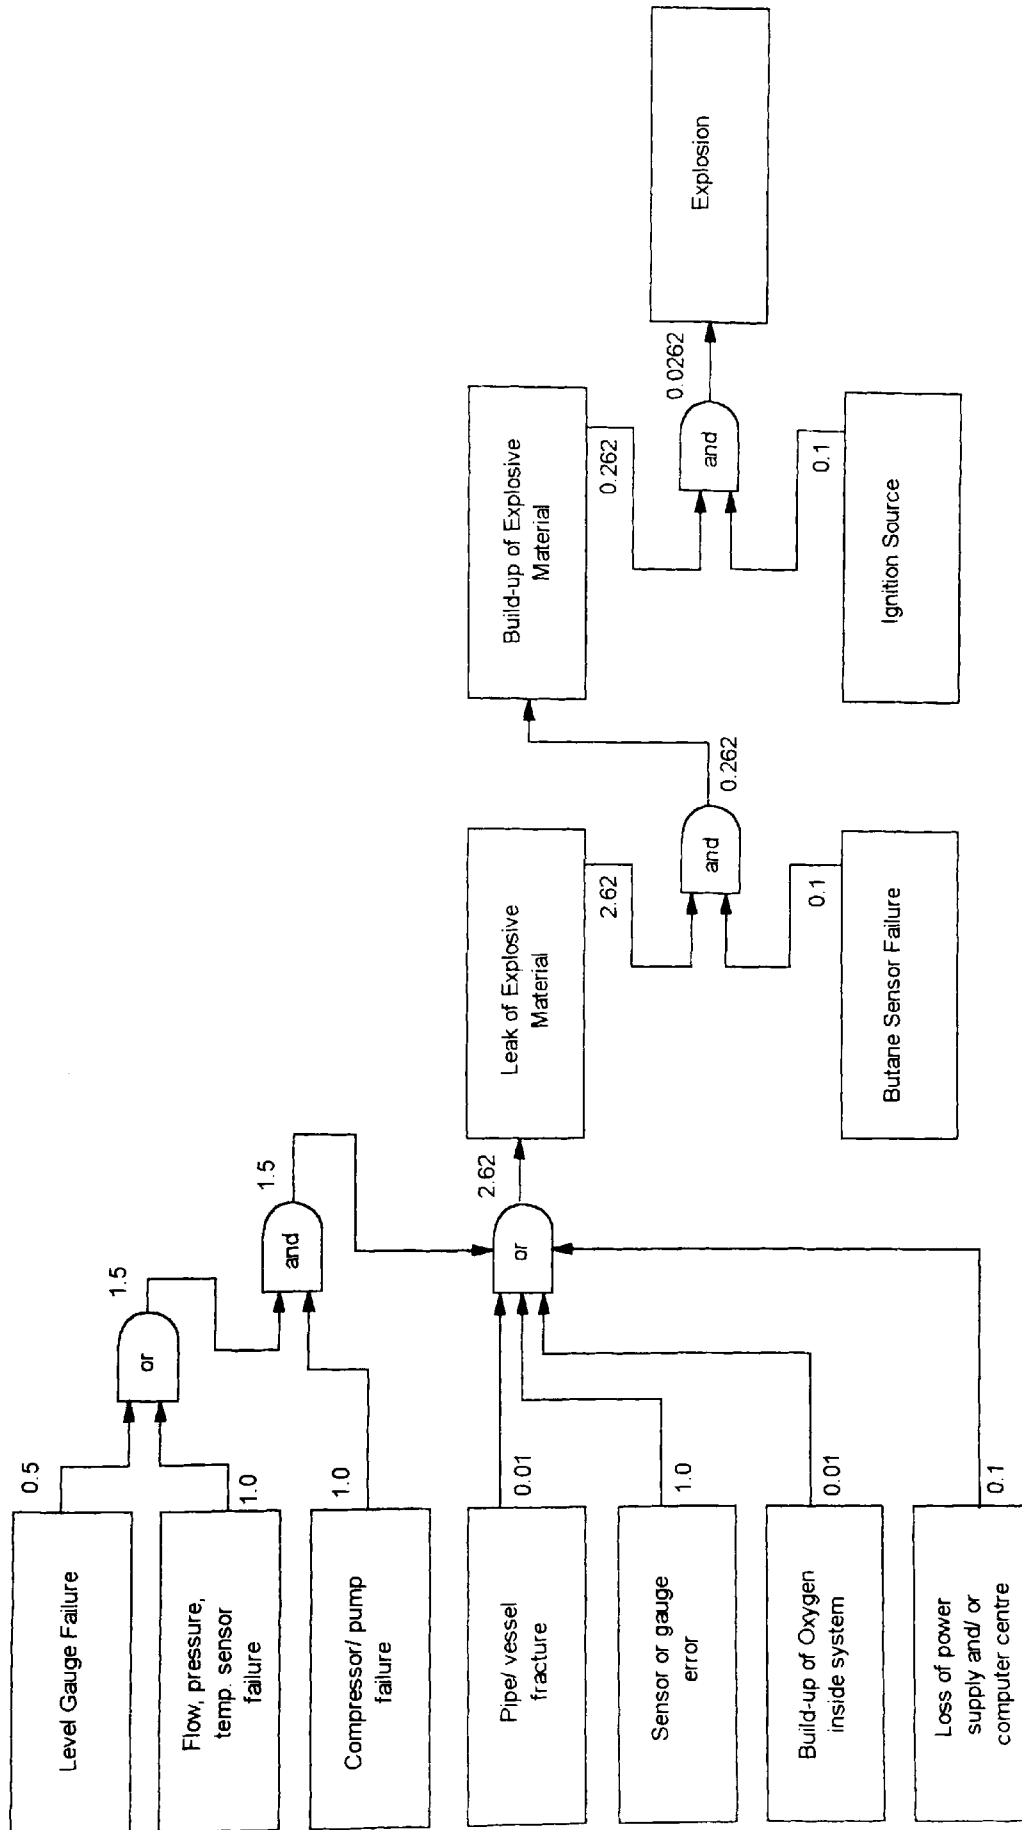 Level Gauge Failure
0.5
Flow, pressure,
temp. sensor
failure
1.0
or
1.5
Compressor/ pump
failure
1.0
and
1.5
Pipe/ vessel
fracture
0.01
Sensor or gauge
error
1.0
Build-up of Oxygen
inside system
0.01
Loss of power
supply and/ or
computer centre
0.1
or
2.62
Leak of Explosive
Material
2.62
Butane Sensor Failure
0.1
and
0.262
Build-up of Explosive
Material
0.262
Ignition Source
0.1
and
0.0262
Explosion